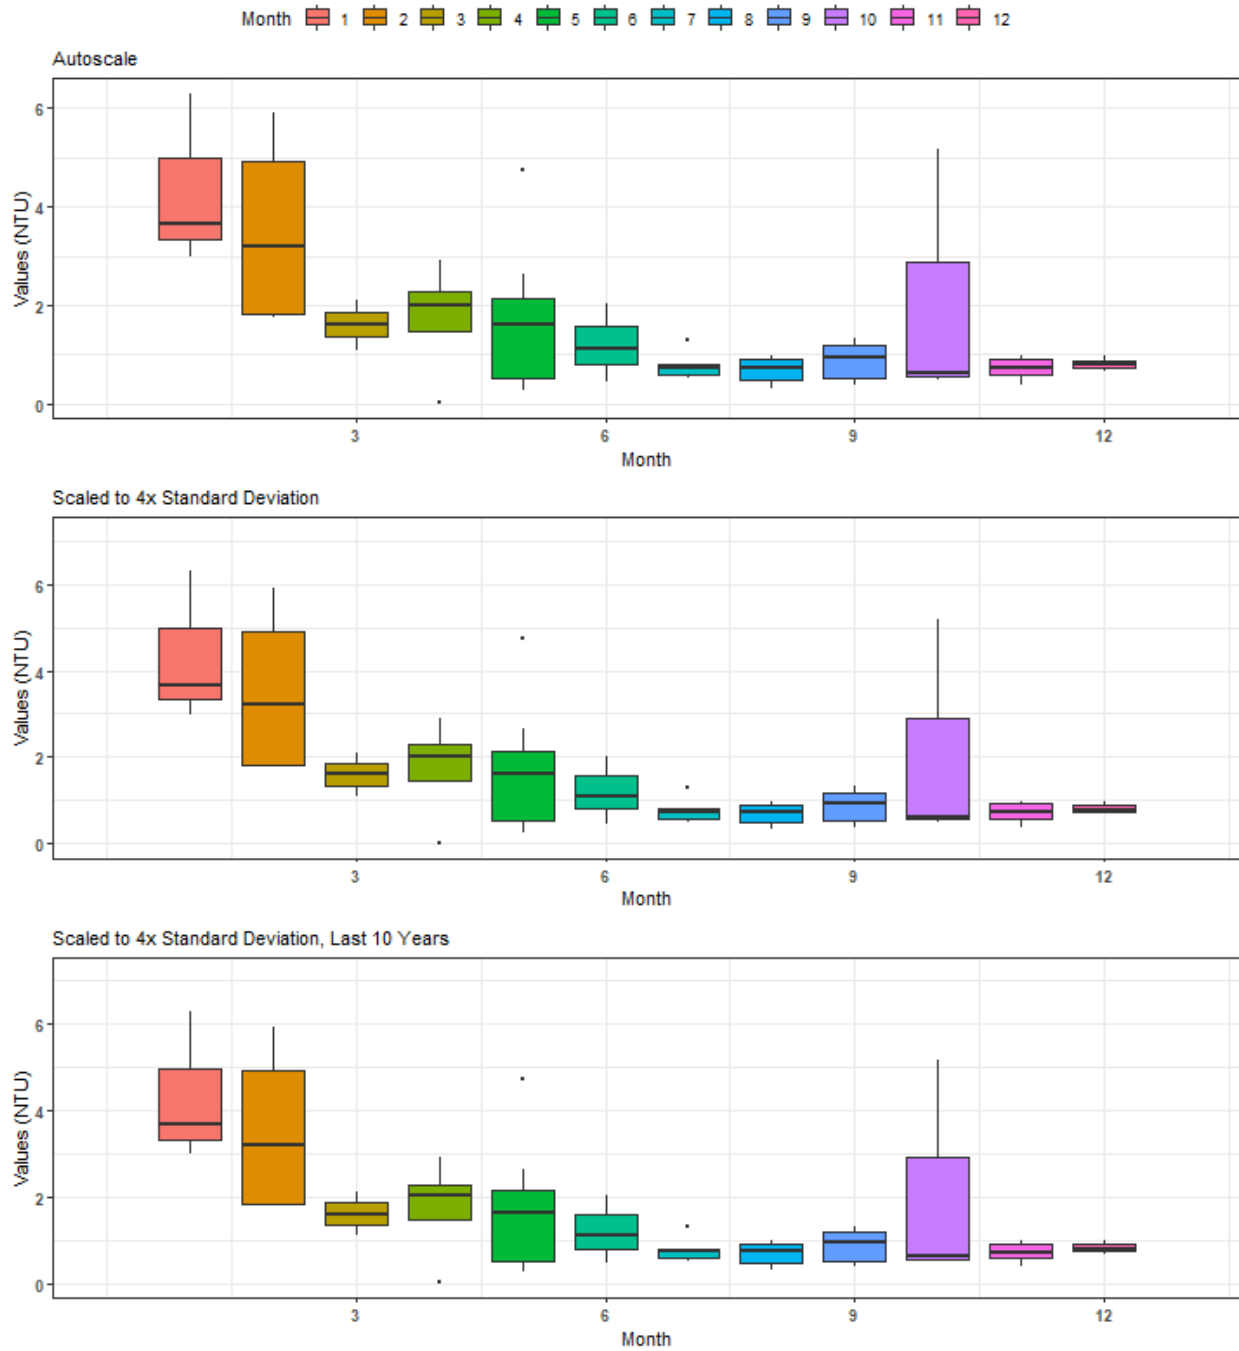 Month 1 2 3 4 5 6 7 8 9 10 11 12
Autoscale
6
4
2
0
Values (NTU)
3 6 9 12
Month
Scaled to 4x Standard Deviation
6
4
2
0
Values (NTU)
3 6 9 12
Month
Scaled to 4x Standard Deviation, Last 10 Years
6
4
2
0
Values (NTU)
3 6 9 12
Month